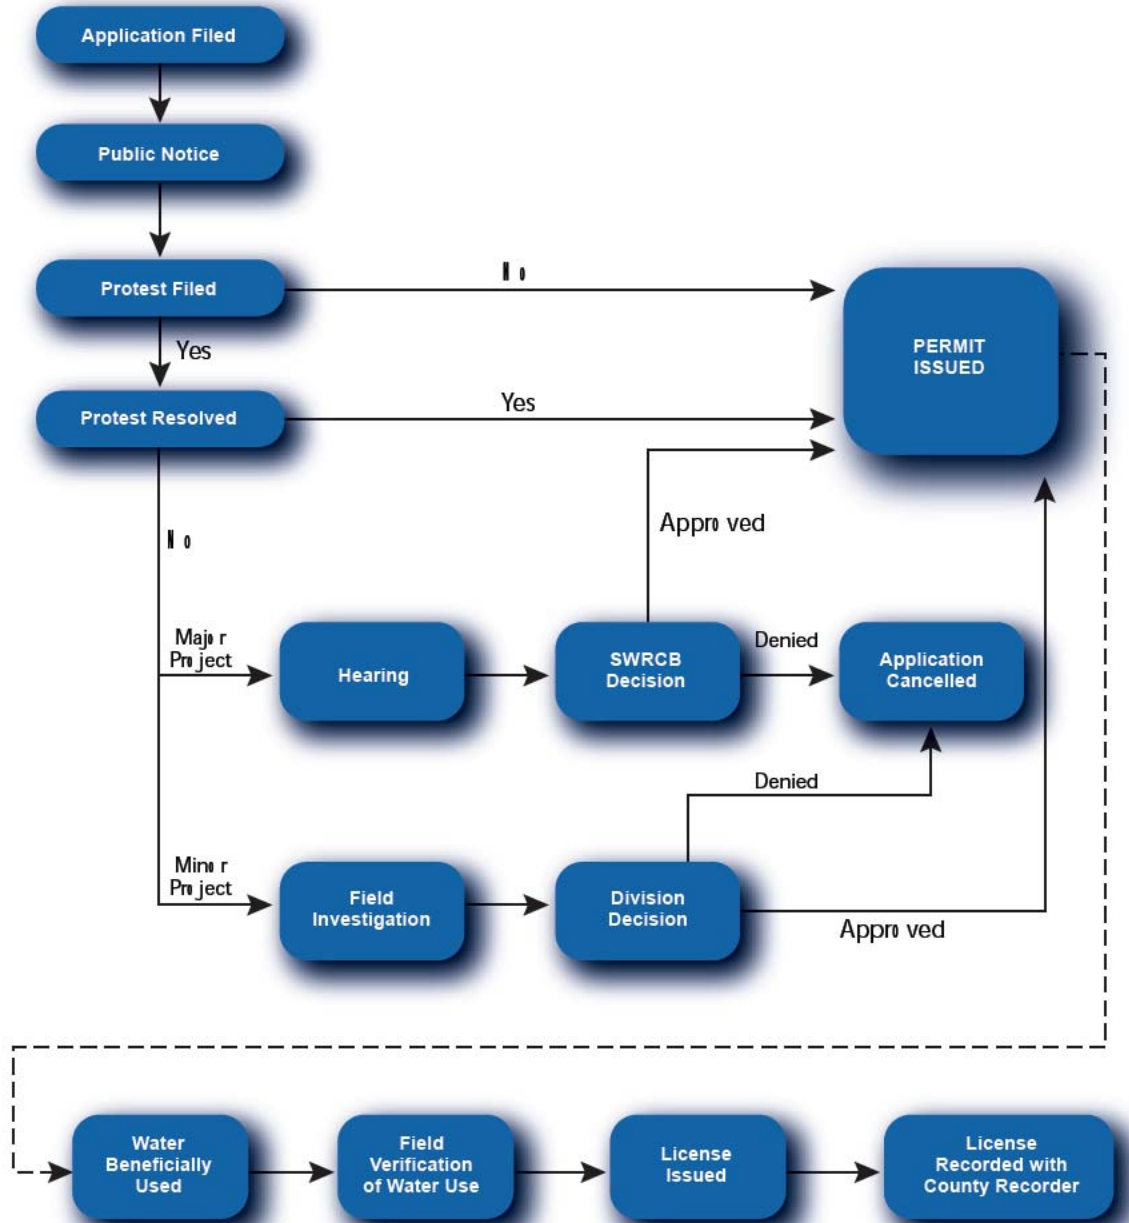 Application Filed
Public Notice
Protest Filed
No
Yes
PERMIT
ISSUED
Protest Resolved
Yes
Approved
No
Major
Project
Hearing
SWRCB
Decision
Denied
Application
Cancelled
Denied
Minor
Project
Field
Investigation
Division
Decision
Approved
Water
Beneficially
Used
Field
Verification
of Water Use
License
Issued
License
Recorded with
County Recorder